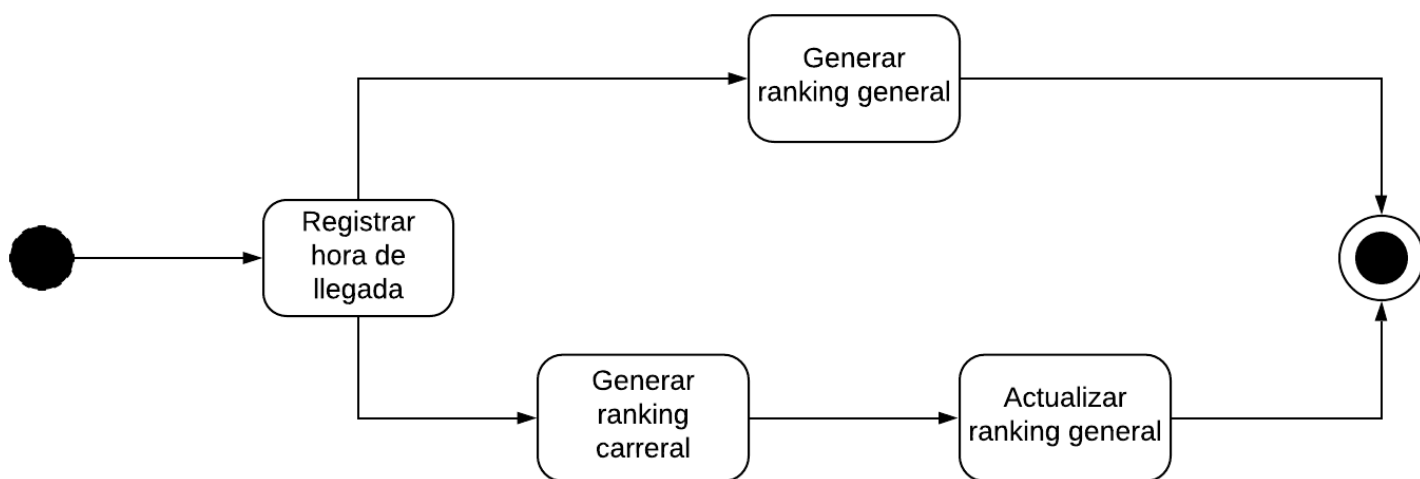 Generar
ranking general
Registrar
hora de
llegada
Generar
ranking
carreral
Actualizar
ranking general